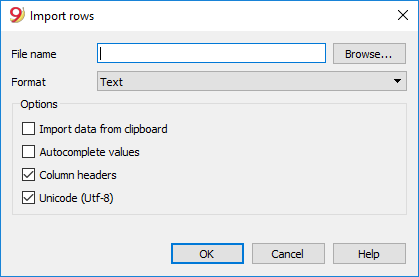 9 Import rows
File name
Browse...
Format
Text
Options
Import data from clipboard
Autocomplete values
Column headers
Unicode (Utf-8)
OK
Cancel
Help